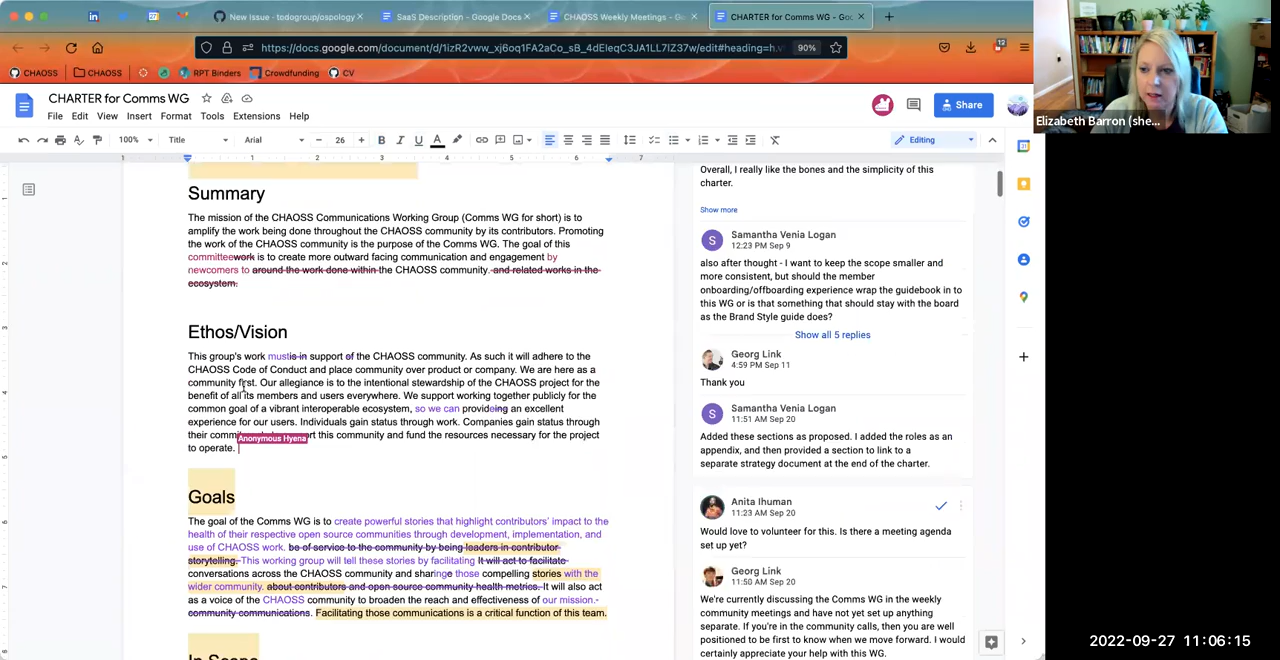 New Issue · todogroup/ospology
SaaS Description - Google Docs
CHAOSS Weekly Meetings - Go
CHARTER for Comms WG - Goo
https://docs.google.com/document/d/1izR2vww_xj6oq1FA2aCo_sB_4dEleqC3JA1LL7IZ37w/edit#heading=h.v
90%
12
CHAOSS
CHAOSS
RPT Binders
Crowdfunding
CV
Elizabeth Barron (she...
CHARTER for Comms WG
Share
File Edit View Insert Format Tools Extensions Help
100%
Title
Arial
26
Editing
Summary
The mission of the CHAOSS Communications Working Group (Comms WG for short) is to
amplify the work being done throughout the CHAOSS community by its contributors. Promoting
the work of the CHAOSS community is the purpose of the Comms WG. The goal of this
committeework is to create more outward facing communication and engagement by
newcomers to around the work done within the CHAOSS community. and related works in the
ecosystem.
Ethos/Vision
This group's work mustis in support of the CHAOSS community. As such it will adhere to the
CHAOSS Code of Conduct and place community over product or company. We are here as a
community first. Our allegiance is to the intentional stewardship of the CHAOSS project for the
benefit of all its members and users everywhere. We support working together publicly for the
common goal of a vibrant interoperable ecosystem, so we can provideing an excellent
experience for our users. Individuals gain status through work. Companies gain status through
their rt this community and fund the resources necessary for the project
Anonymous Hyena
to operate.
Goals
The goal of the Comms WG is to create powerful stories that highlight contributors' impact to the
health of their respective open source communities through development, implementation, and
use of CHAOSS work. be of service to the community by being leaders in contributor
storytelling. This working group will tell these stories by facilitating It will act to facilitate
conversations across the CHAOSS community and sharinge those compelling stories with the
wider community. about contributors and open source community health metrics. It will also act
as a voice of the CHAOSS community to broaden the reach and effectiveness of our mission.
community communications. Facilitating those communications is a critical function of this team.
In Scope
Overall, I really like the bones and the simplicity of this
charter.
Show more
S
Samantha Venia Logan
12:23 PM Sep 9
also after thought - I want to keep the scope smaller and
more consistent, but should the member
onboarding/offboarding experience wrap the guidebook in to
this WG or is that something that should stay with the board
as the Brand Style guide does?
Show all 5 replies
Georg Link
4:59 PM Sep 11
Thank you
S
Samantha Venia Logan
11:51 AM Sep 20
Added these sections as proposed. I added the roles as an
appendix, and then provided a section to link to a
separate strategy document at the end of the charter.
Anita Ihuman
11:23 AM Sep 20
Would love to volunteer for this. Is there a meeting agenda
set up yet?
Georg Link
11:50 AM Sep 20
We're currently discussing the Comms WG in the weekly
community meetings and have not yet set up anything
separate. If you're in the community calls, then you are well
positioned to be first to know when we move forward. I would
certainly appreciate your help with this WG.
2022-09-27 11:06:15